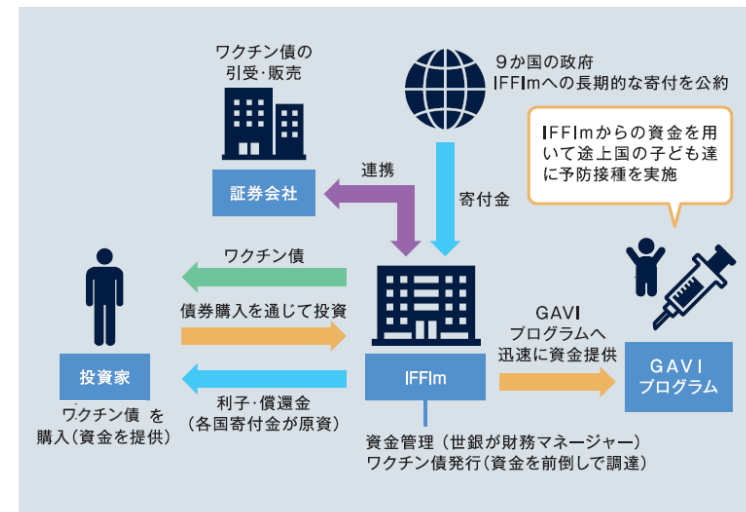 ワクチン債の
引受・販売
証券会社
9か国の政府
IFFImへの長期的な寄付を公約
IFFImからの資金を用
いて途上国の子ども達
に予防接種を実施
連携
寄付金
ワクチン債
債券購入を通じて投資
利子・償還金
(各国寄付金が原資)
投資家
ワクチン債 を
購入(資金を提供)
IFFIm
資金管理 (世銀が財務マネージャー)
ワクチン債発行(資金を前倒しで調達)
GAVI
プログラムへ
迅速に資金提供
GAVI
プログラム